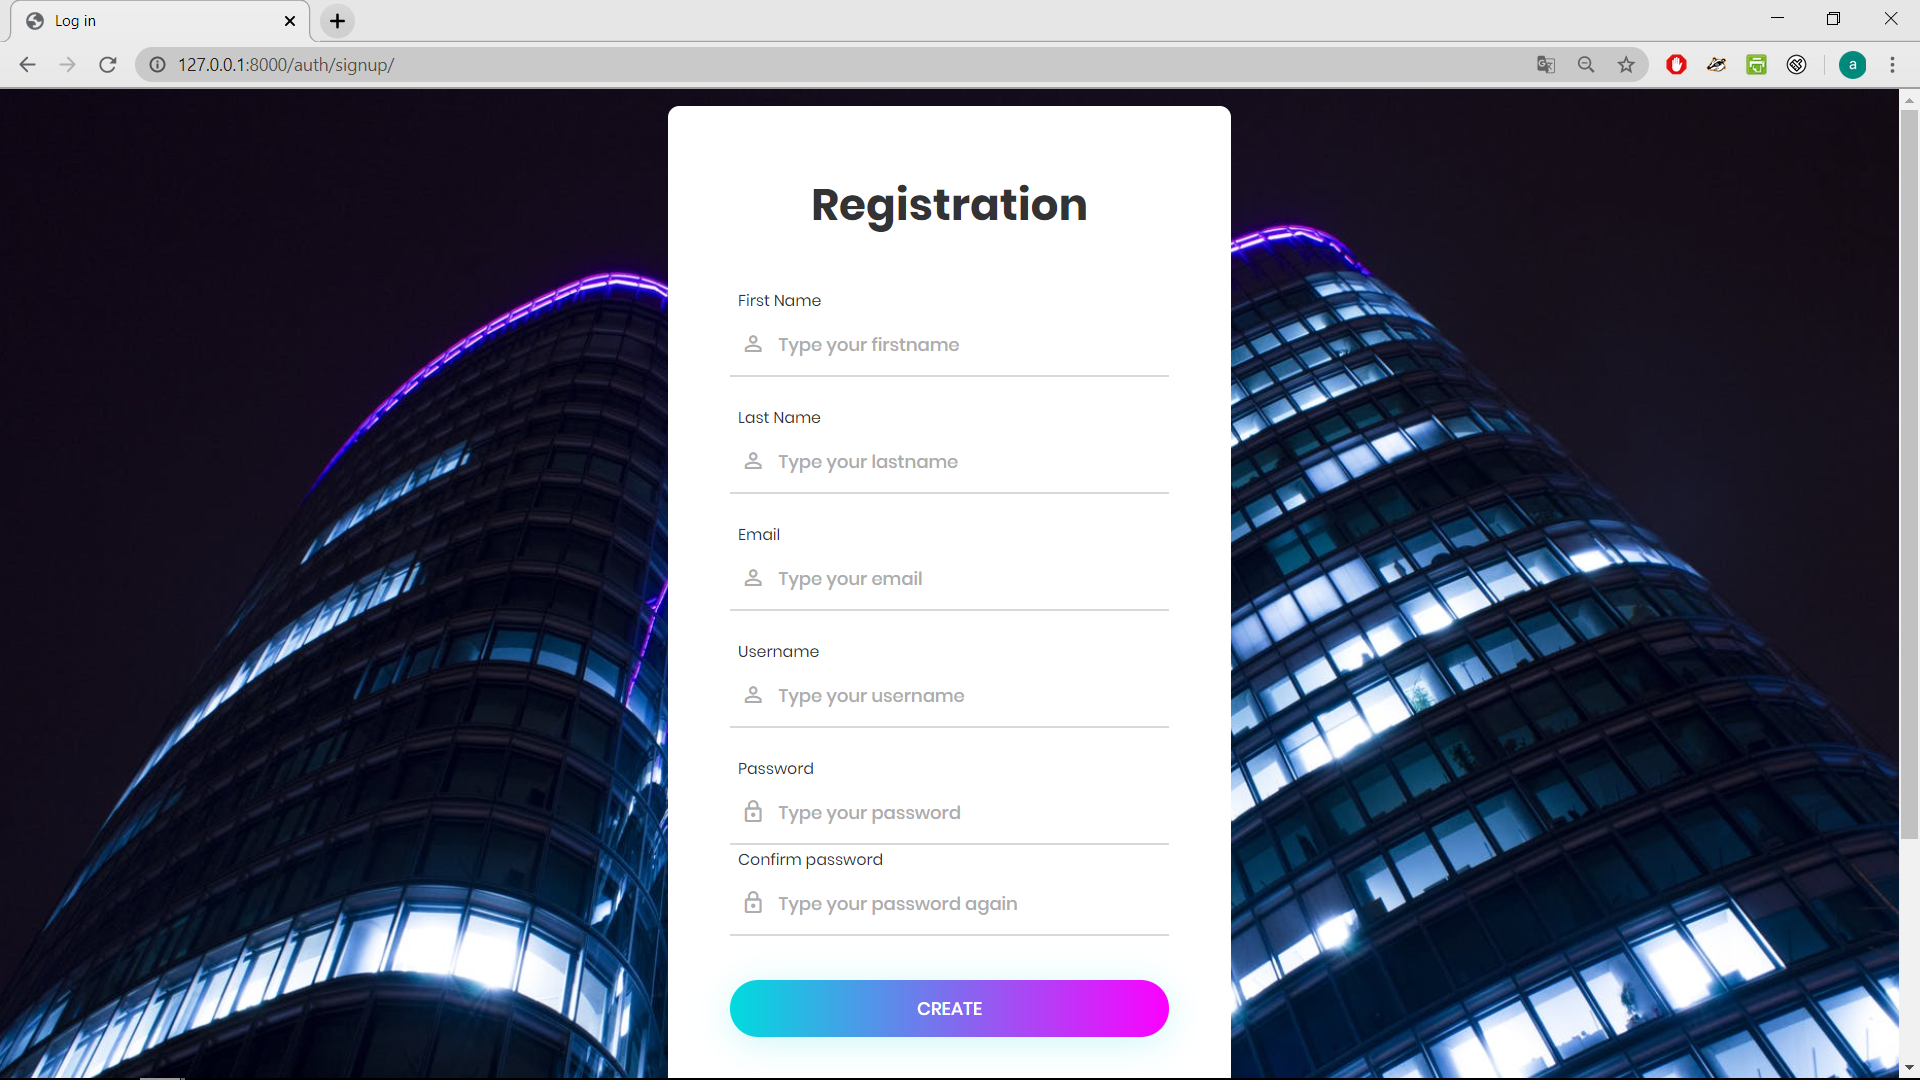 Log in
127.0.0.1:8000/auth/signup/
a
Registration
First Name
Type your firstname
Last Name
Type your lastname
Email
Type your email
Username
Type your username
Password
Type your password
Confirm password
Type your password again
CREATE